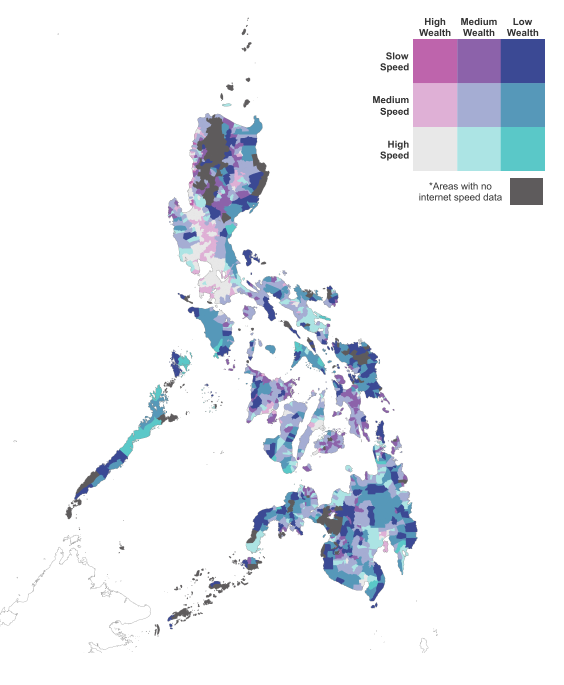 High Wealth
Medium Wealth
Low Wealth
Slow Speed
Medium Speed
High Speed
*Areas with no
internet speed data